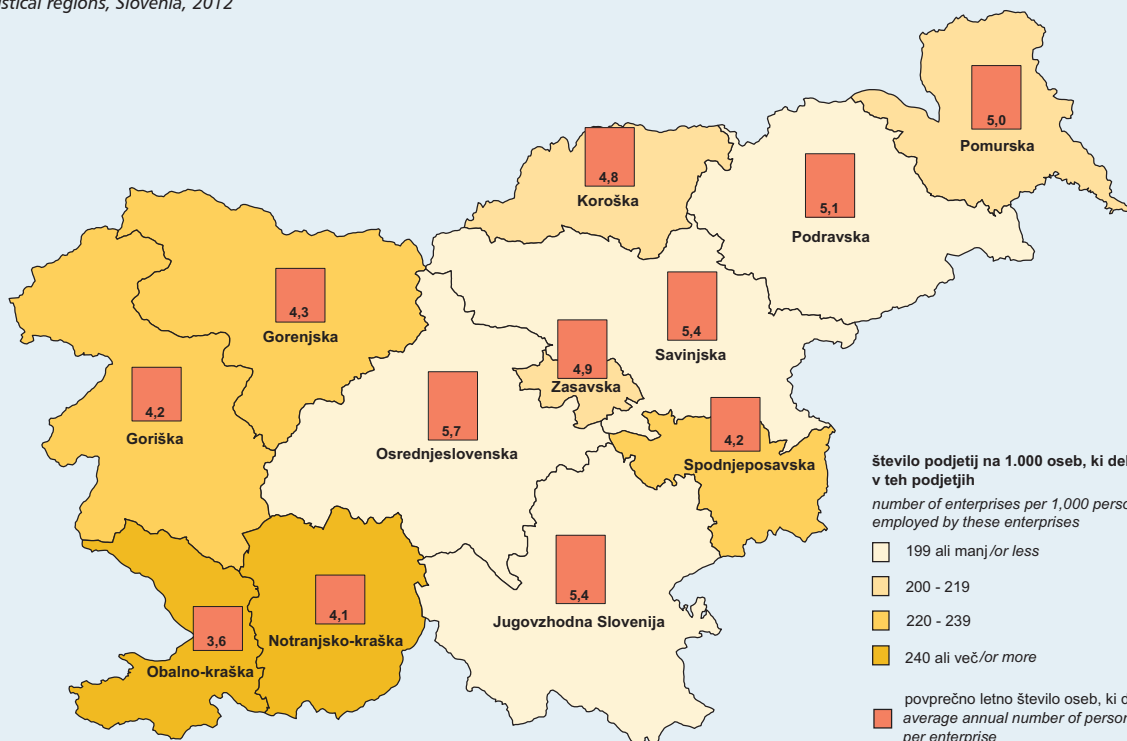 statistical regions, Slovenia, 2012
5,0
Pomurska
4,8
Koroška
5,1
Podravska
4,3
Gorenjska
5,4
Savinjska
4,9
Zasavska
4,2
Goriška
5,7
Osrednjeslovenska
4,2
Spodnjeposavska
5,4
Jugovzhodna Slovenija
4,1
Notranjsko-kraška
3,6
Obalno-kraška
število podjetij na 1.000 oseb, ki
v teh podjetjih
number of enterprises per 1,000
employed by these enterprises
199 ali manj/or less
200 - 219
220 - 239
240 ali več/or more
povprečno letno število oseb, ki
average annual number of
per enterprise